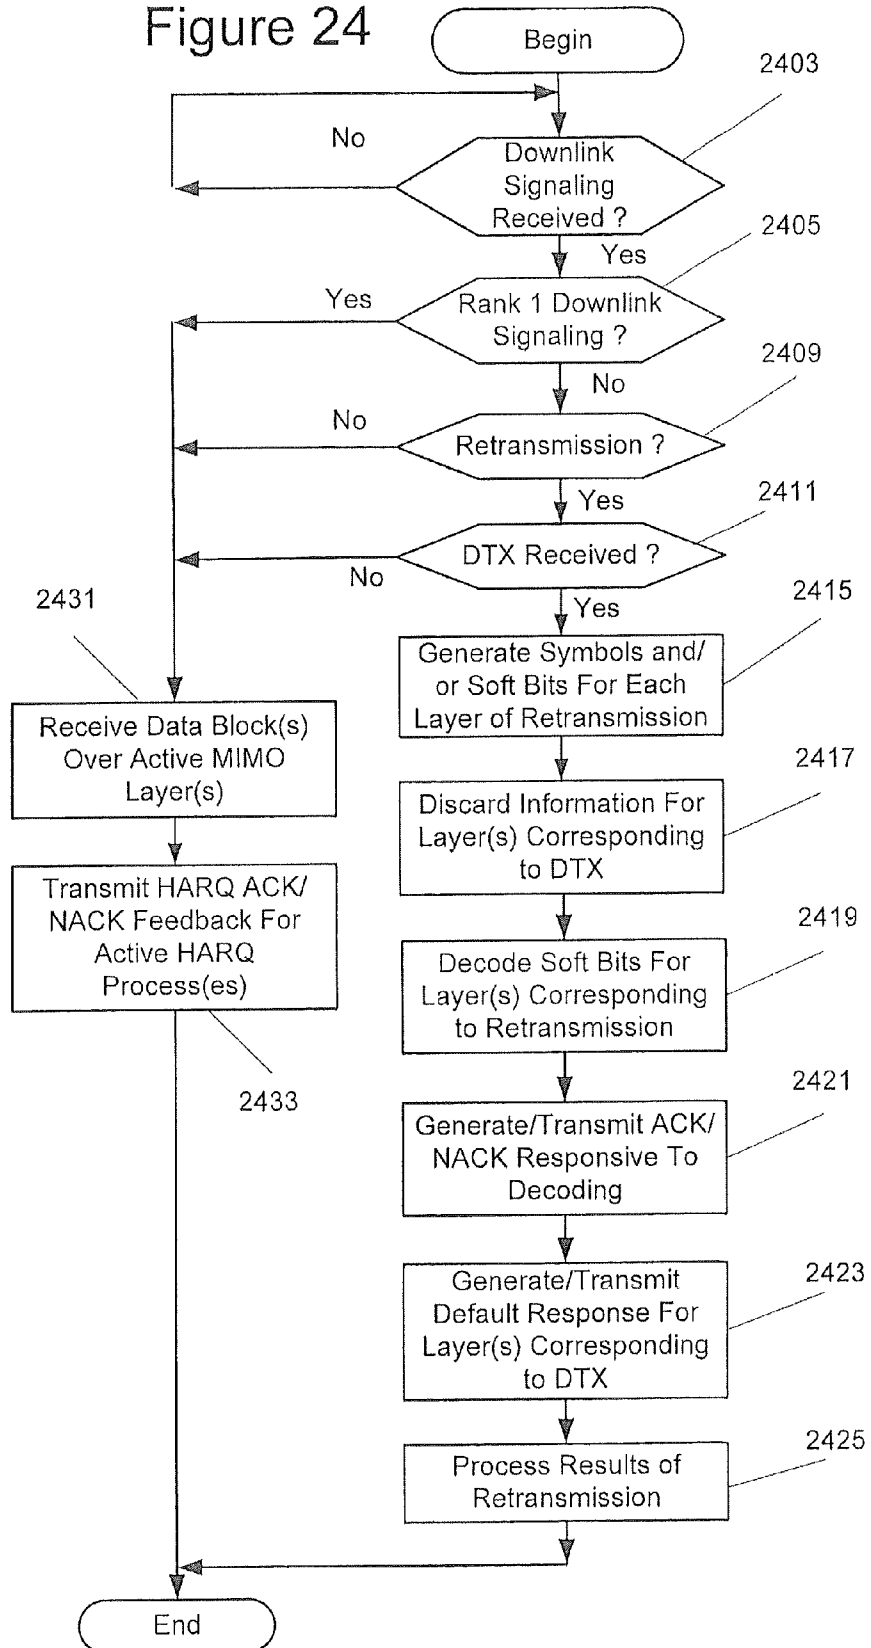 Figure 24
Begin
2403
No
Downlink
Signaling
Received ?
Yes
2405
Yes
Rank 1 Downlink
Signaling ?
No
2409
No
Retransmission ?
Yes
2411
DTX Received ?
No
Yes
2415
Generate Symbols and/
or Soft Bits For Each
Layer of Retransmission
2431
Receive Data Block(s)
Over Active MIMO
Layer(s)
2417
Discard Information For
Layer(s) Corresponding
to DTX
Transmit HARQ ACK/
NACK Feedback For
Active HARQ
Process(es)
2433
2419
Decode Soft Bits For
Layer(s) Corresponding
to Retransmission
2421
Generate/Transmit ACK/
NACK Responsive To
Decoding
2423
Generate/Transmit
Default Response For
Layer(s) Corresponding
to DTX
2425
Process Results of
Retransmission
End